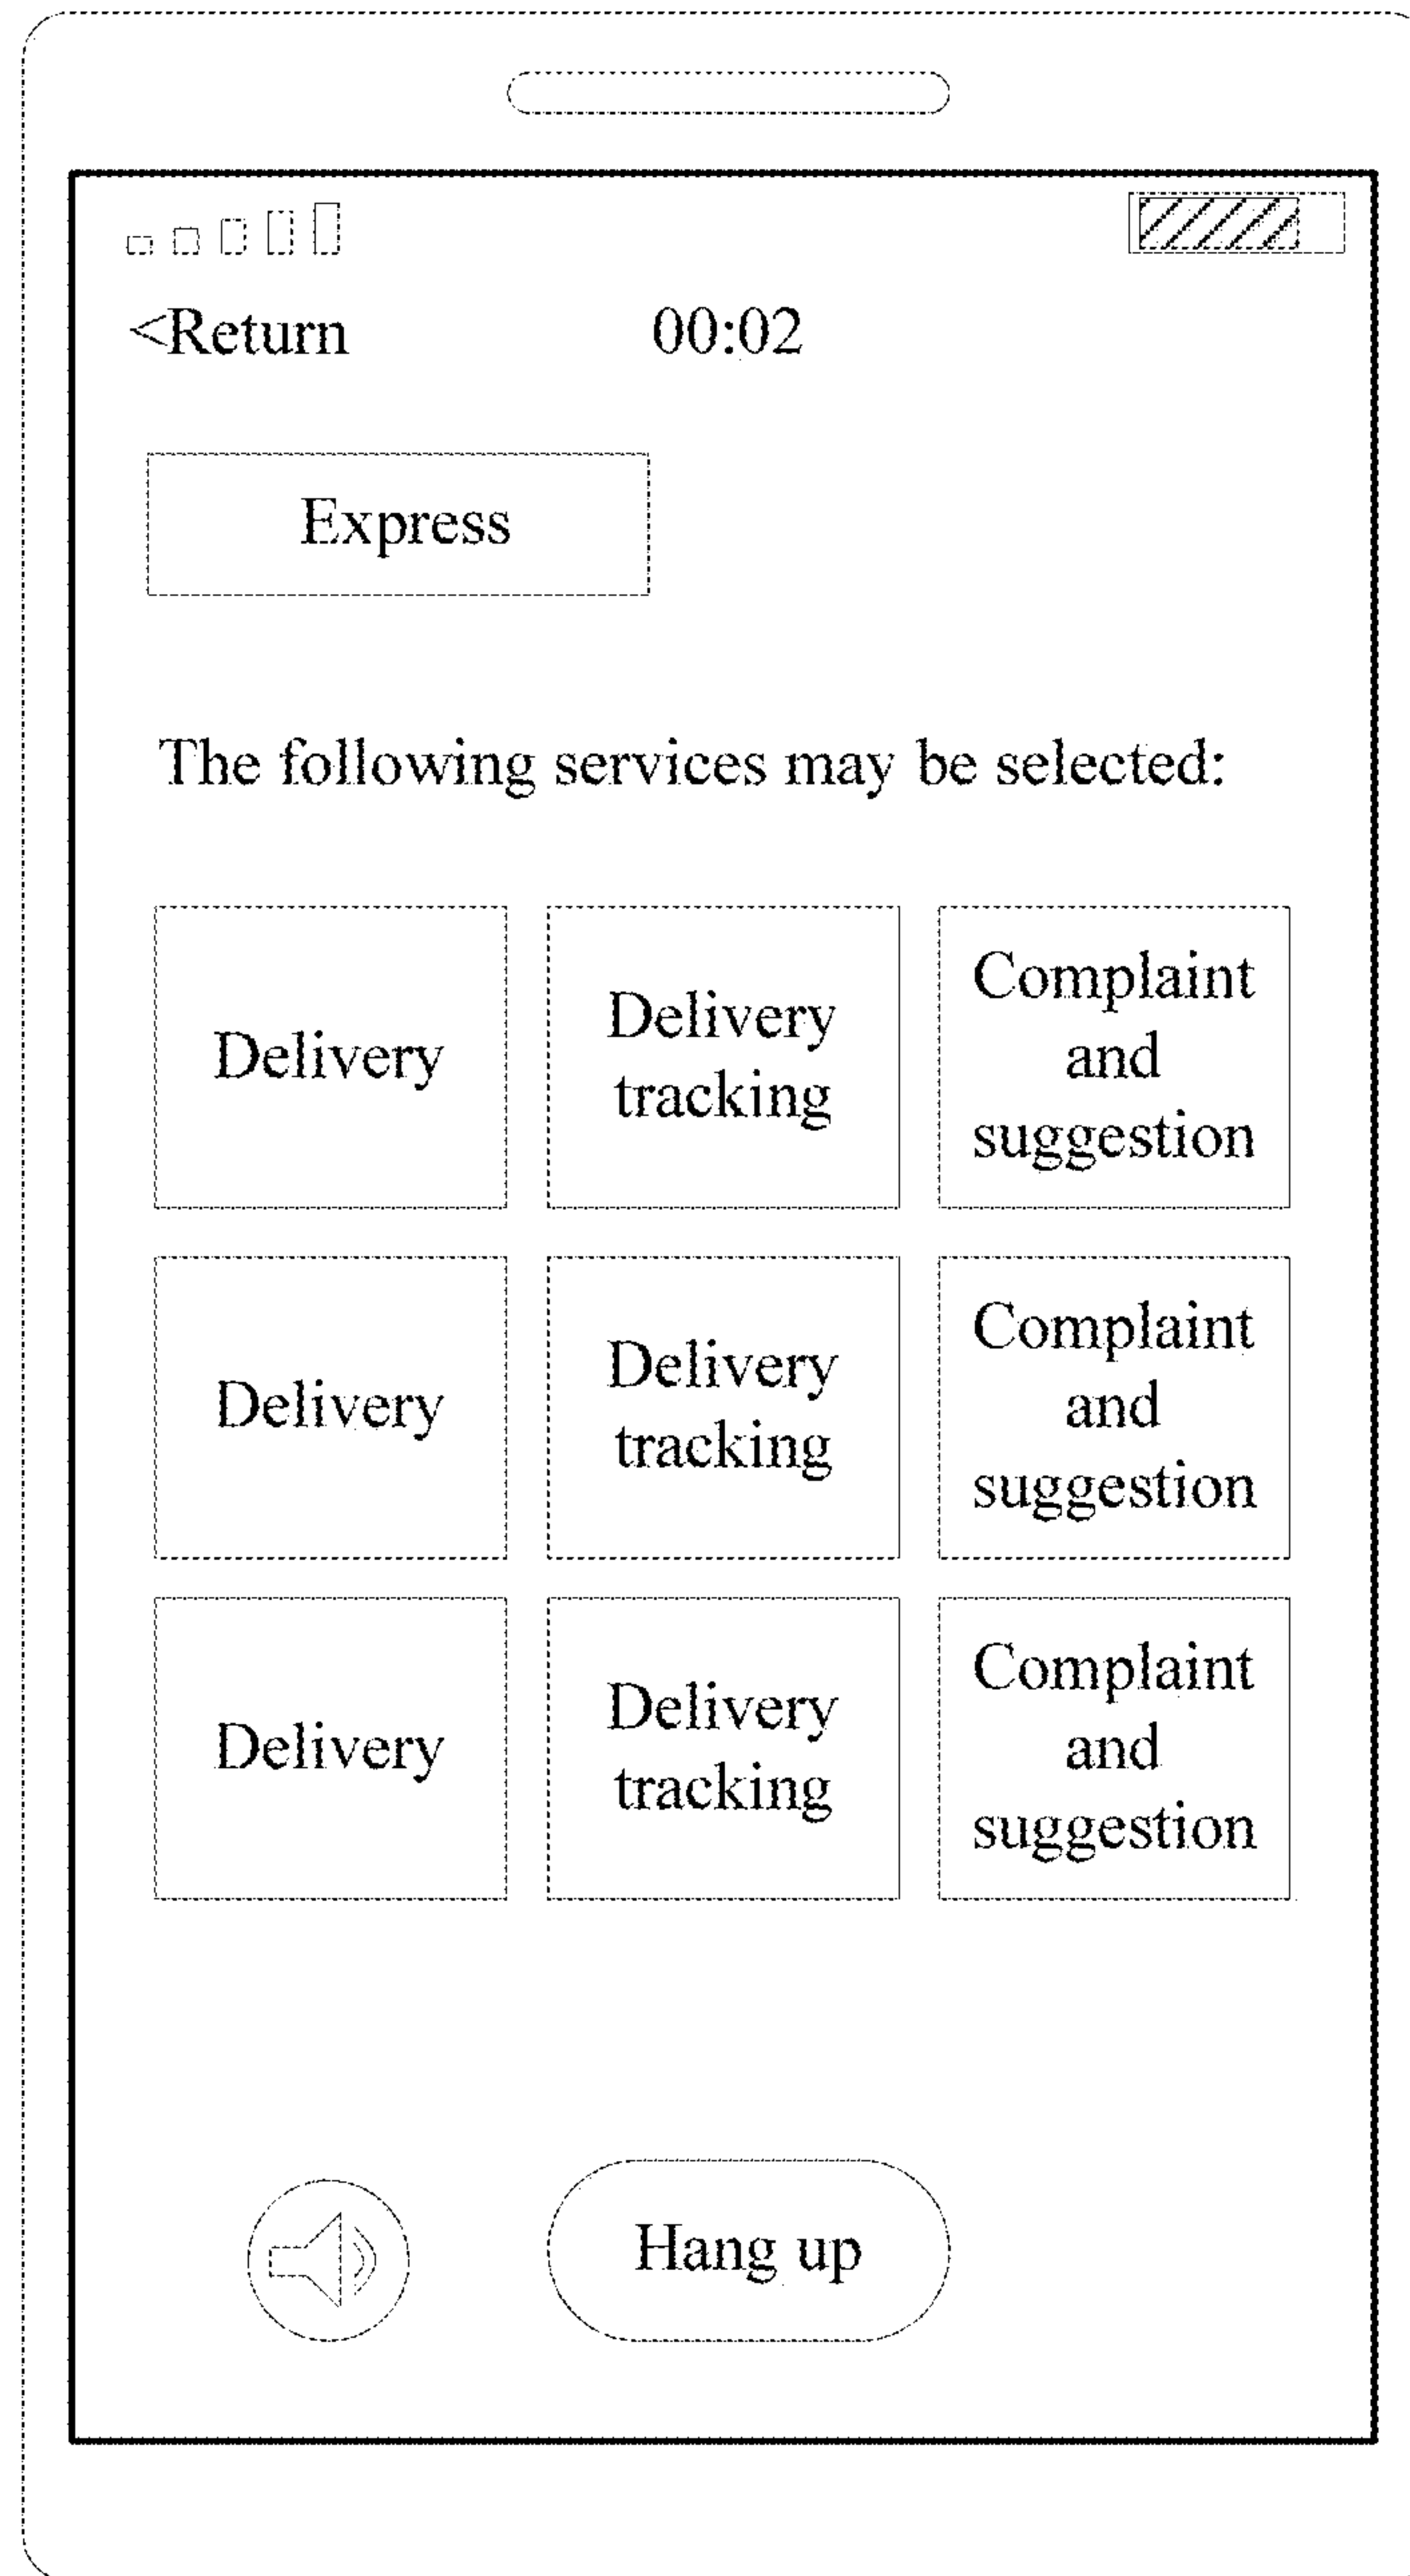 <Return 00:02
Express
The following services may be selected:
Delivery
Delivery
tracking
Complaint
and
suggestion
Delivery
Delivery
tracking
Complaint
and
suggestion
Delivery
Delivery
tracking
Complaint
and
suggestion
Hang up